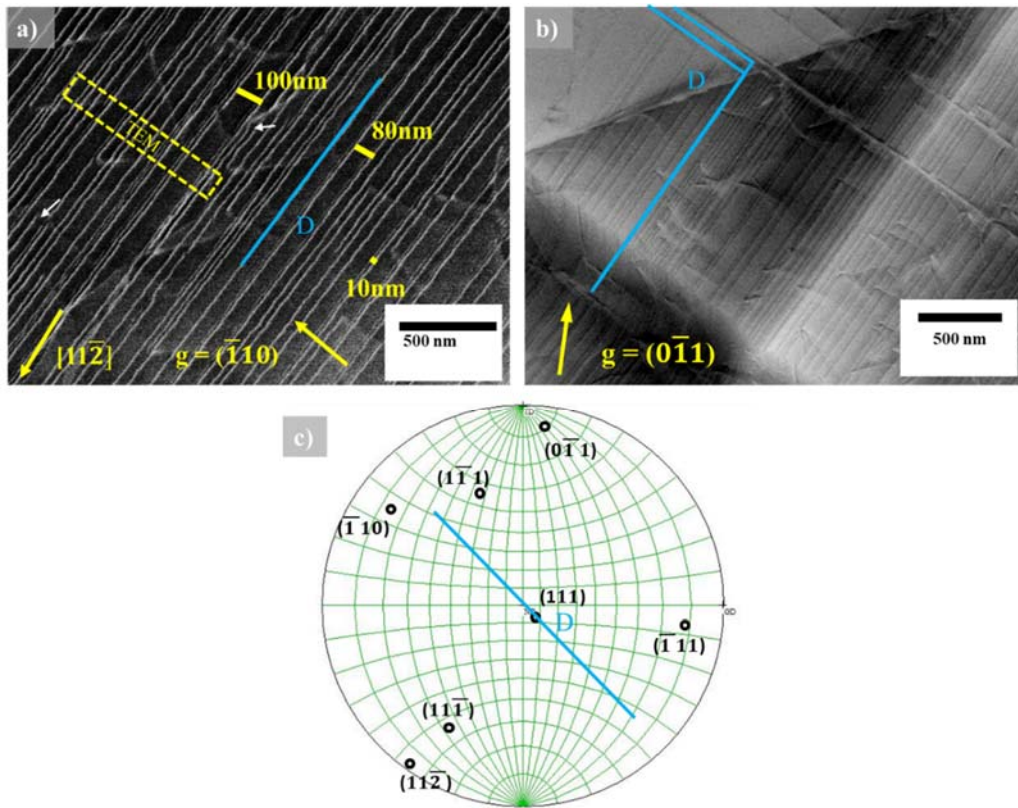 a)
100nm
80nm
TEM
D
10nm
[112̅]
g = (1̅10)
500 nm
b)
D
g = (01̅1)
500 nm
c)
(01̅1)
(11̅1)
(1̅10)
(111)
D
(1̅11)
(111̅)
(112̅)